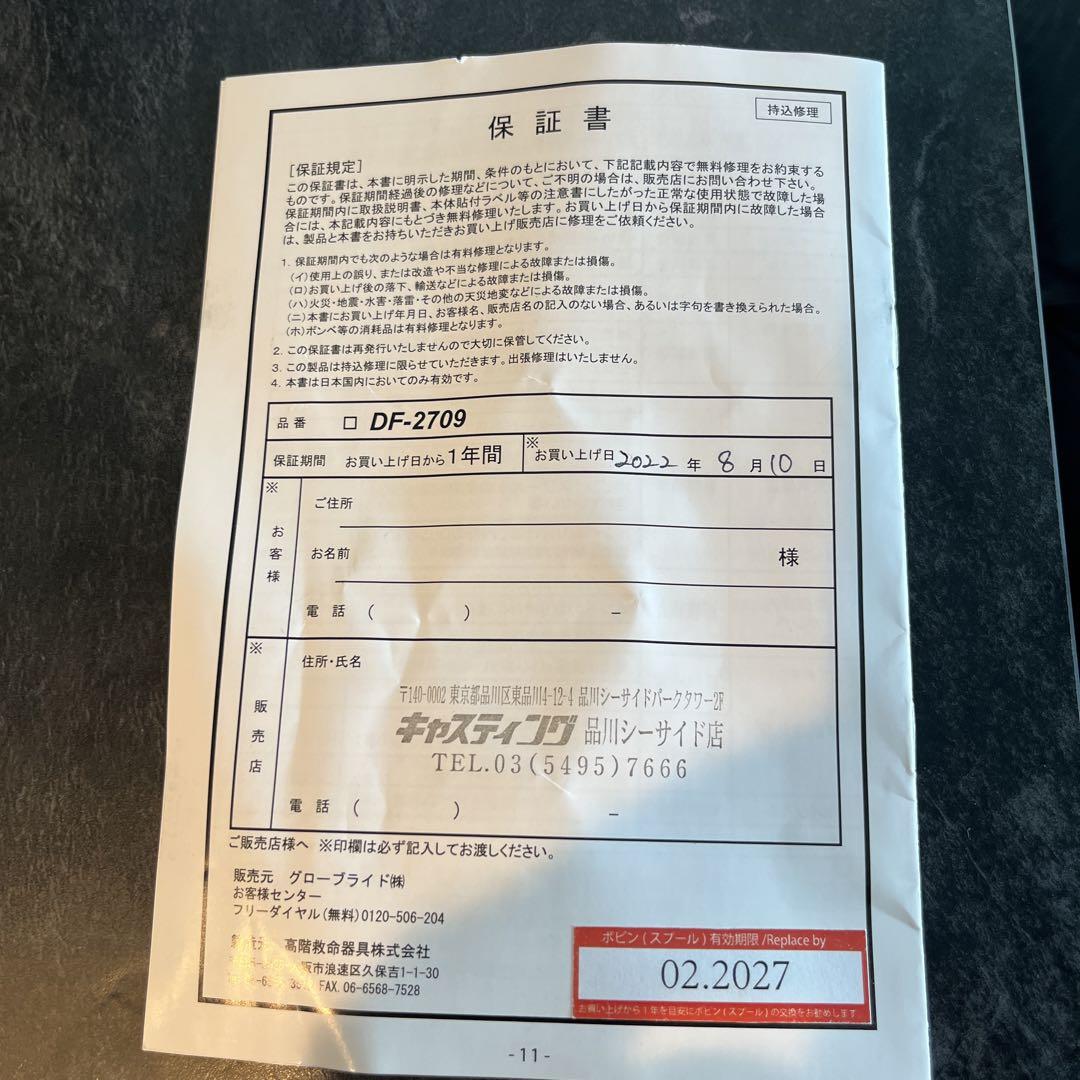 保証書
持込修理
[保証規定]
この保証書は、本書に明示した期間、条件のもとにおいて、下記記載内容で無料修理をお約束する
ものです。保証期間経過後の修理などについて、ご不明の場合は、販売店にお問い合わせ下さい。
保証期間内に取扱説明書、本体貼付ラベル等の注意書にしたがった正常な使用状態で故障した場
合には、本記載内容にもとづき無料修理いたします。お買い上げ日から保証期間内に故障した場合
は、製品と本書をお持ちいただきお買い上げ販売店に修理をご依頼ください。
1. 保証期間内でも次のような場合は有料修理となります。
(イ)使用上の誤り、または改造や不当な修理による故障または損傷。
(ロ)お買い上げ後の落下、輸送などによる故障または損傷。
(ハ)火災・地震・水害・落雷・その他の天災地変などによる故障または損傷。
(ニ)本書にお買い上げ年月日、お客様名、販売店名の記入のない場合、あるいは字句を書き換えられた場合。
(ホ)ボンベ等の消耗品は有料修理となります。
2. この保証書は再発行いたしませんので大切に保管してください。
3. この製品は持込修理に限らせていただきます。出張修理はいたしません。
4. 本書は日本国内においてのみ有効です。
品番 □ DF-2709
保証期間 お買い上げ日から1年間 ※お買い上げ日 2022 年 8 月 10 日
※
お客様
ご住所
お名前 様
電話 ( ) −
※
販売店
住所・氏名
〒140-0002 東京都品川区東品川4-12-4 品川シーサイドパークタワー2F
キャスティング 品川シーサイド店
TEL.03(5495)7666
電話 ( ) −
ご販売店様へ ※印欄は必ず記入してお渡しください。
販売元 グローブライド㈱
お客様センター
フリーダイヤル(無料)0120-506-204
高階救命器具株式会社
阪市浪速区久保吉1-1-30
FAX. 06-6568-7528
ボビン(スプール)有効期限/Replace by
02.2027
お買い上げから1年を目安にボビン(スプール)の交換をお勧めします
-11-